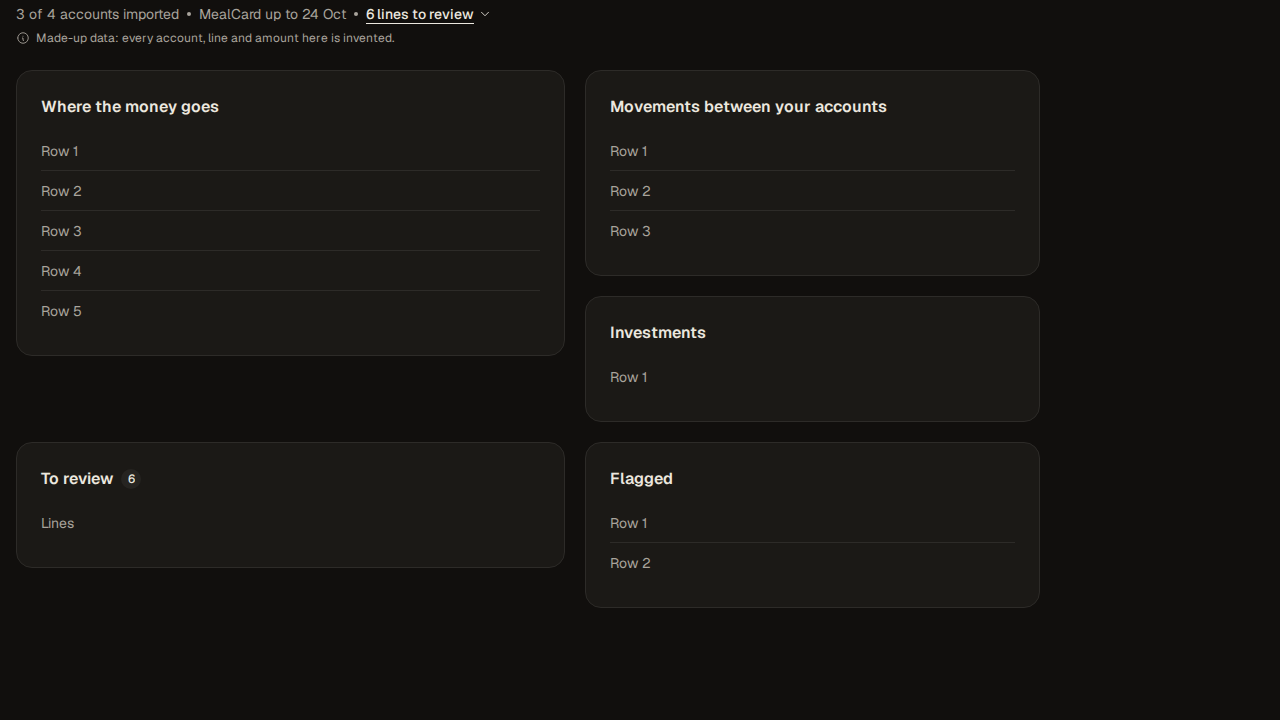 3 of 4 accounts imported • MealCard up to 24 Oct • 6 lines to review
Made-up data: every account, line and amount here is invented.
Where the money goes
Row 1
Row 2
Row 3
Row 4
Row 5
Movements between your accounts
Row 1
Row 2
Row 3
Investments
Row 1
To review 6
Lines
Flagged
Row 1
Row 2